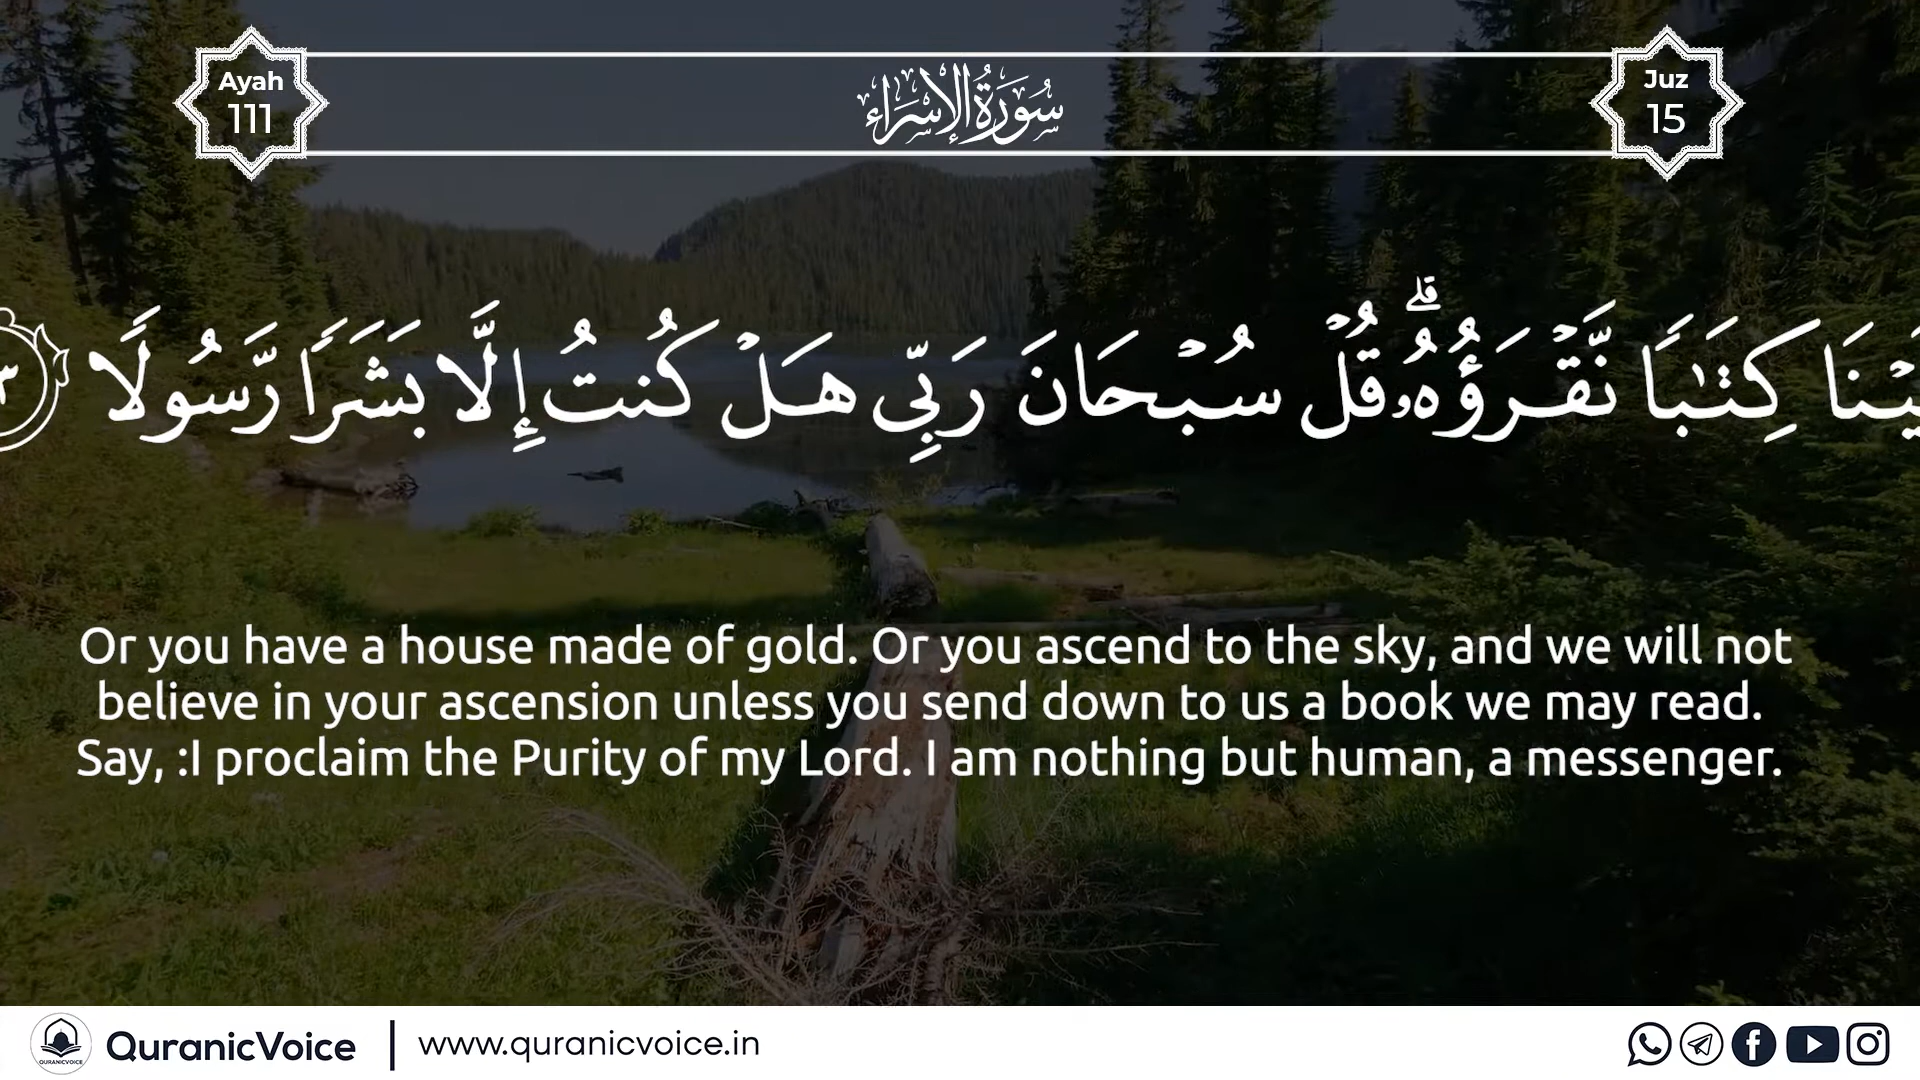 Ayah
111
سُورَةُ الإِسْرَاء
Juz
15
نَا كِتَـٰبًا نَّقْرَؤُهُۥ ۗ قُلْ سُبْحَانَ رَبِّى هَلْ كُنتُ إِلَّا بَشَرًا رَّسُولًا
Or you have a house made of gold. Or you ascend to the sky, and we will not
believe in your ascension unless you send down to us a book we may read.
Say, :I proclaim the Purity of my Lord. I am nothing but human, a messenger.
QURANICVOICE
QuranicVoice | www.quranicvoice.in